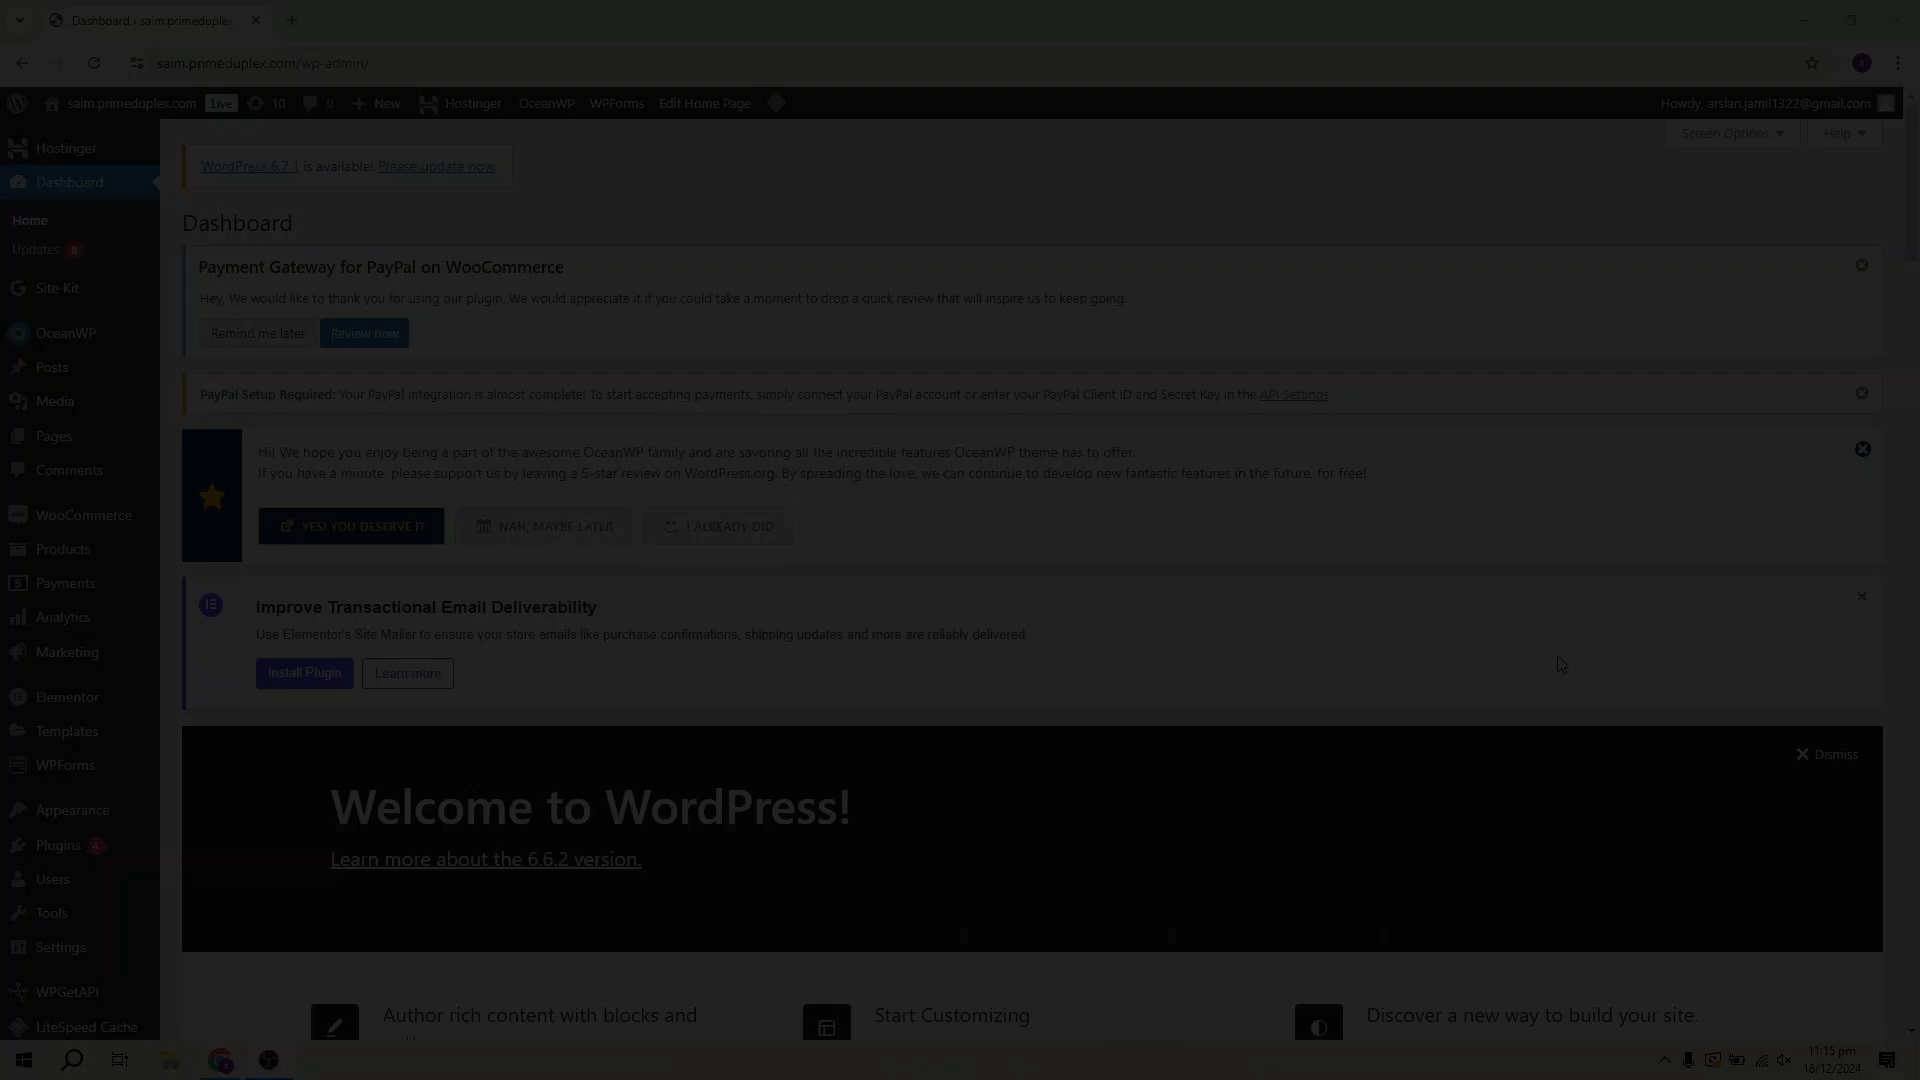 Dashboard ‹ saim.primeduplex
saim.primeduplex.com/wp-admin/
saim.primeduplex.com Live 10 0 New Hostinger OceanWP WPForms Edit Home Page
Howdy, arslan.jamil1322@gmail.com
Screen Options
Help
Hostinger
Dashboard
Home
Updates 6
Site Kit
OceanWP
Posts
Media
Pages
Comments
WooCommerce
Products
Payments
Analytics
Marketing
Elementor
Templates
WPForms
Appearance
Plugins 4
Users
Tools
Settings
WPGetAPI
LiteSpeed Cache
WordPress 6.7.1 is available! Please update now.
Dashboard
Payment Gateway for PayPal on WooCommerce
Hey, We would like to thank you for using our plugin. We would appreciate it if you could take a moment to drop a quick review that will inspire us to keep going.
Remind me later
Review now
PayPal Setup Required: Your PayPal integration is almost complete! To start accepting payments, simply connect your PayPal account or enter your PayPal Client ID and Secret Key in the API Settings
Hi! We hope you enjoy being a part of the awesome OceanWP family and are savoring all the incredible features OceanWP theme has to offer.
If you have a minute, please support us by leaving a 5-star review on WordPress.org. By spreading the love, we can continue to develop new fantastic features in the future, for free!
YES! YOU DESERVE IT
NAH, MAYBE LATER
I ALREADY DID
Improve Transactional Email Deliverability
Use Elementor's Site Mailer to ensure your store emails like purchase confirmations, shipping updates and more are reliably delivered.
Install Plugin
Learn more
Dismiss
Welcome to WordPress!
Learn more about the 6.6.2 version.
Author rich content with blocks and
Start Customizing
Discover a new way to build your site.
11:15 pm
16/12/2024